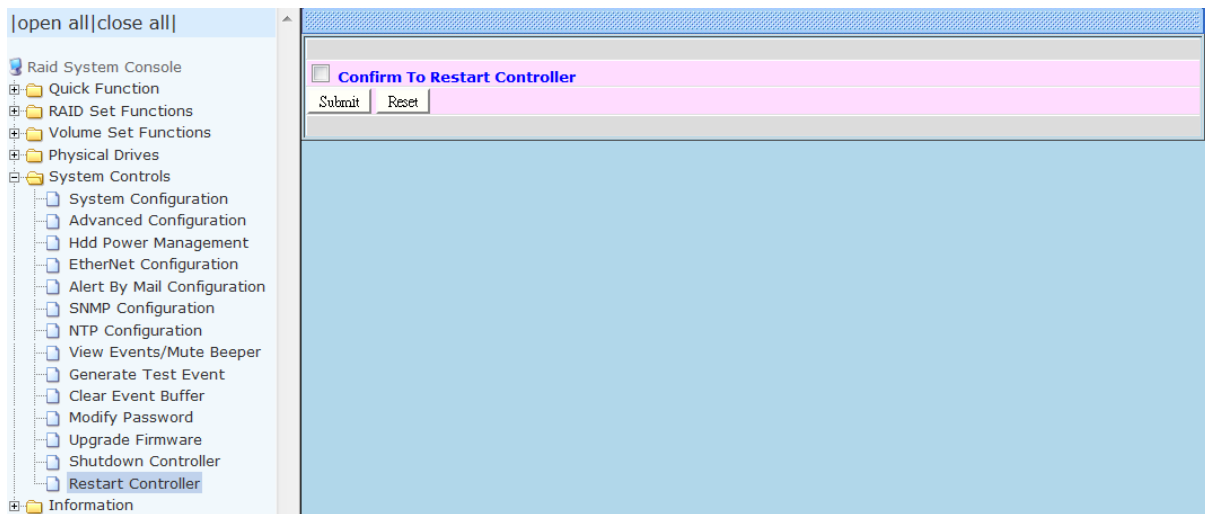 |open all|close all|
Raid System Console
Quick Function
RAID Set Functions
Volume Set Functions
Physical Drives
System Controls
System Configuration
Advanced Configuration
Hdd Power Management
EtherNet Configuration
Alert By Mail Configuration
SNMP Configuration
NTP Configuration
View Events/Mute Beeper
Generate Test Event
Clear Event Buffer
Modify Password
Upgrade Firmware
Shutdown Controller
Restart Controller
Information
Confirm To Restart Controller
Submit Reset